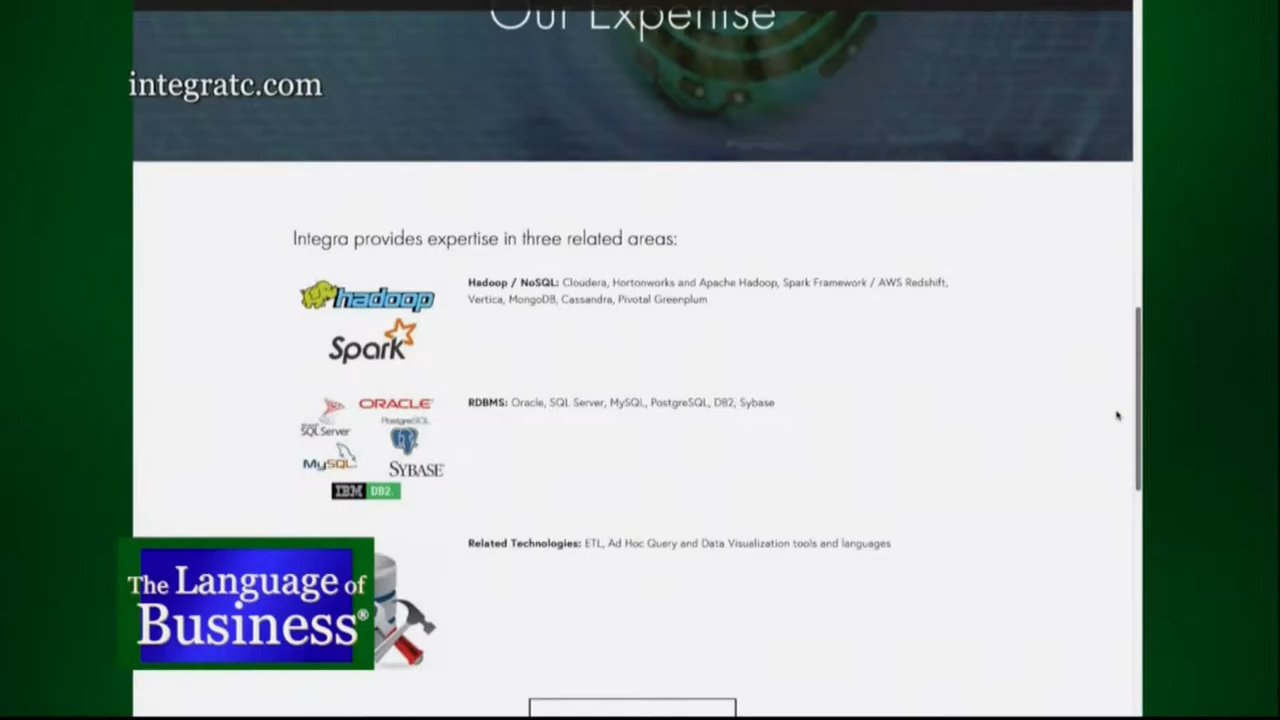 Our Expertise
integratc.com
Integra provides expertise in three related areas:
hadoop
Hadoop / NoSQL: Cloudera, Hortonworks and Apache Hadoop, Spark Framework / AWS Redshift,
Vertica, MongoDB, Cassandra, Pivotal Greenplum
Spark
ORACLE
RDBMS: Oracle, SQL Server, MySQL, PostgreSQL, DB2, Sybase
PostgreSQL
SQL Server
MySQL
SYBASE
IBM DB2.
Related Technologies: ETL, Ad Hoc Query and Data Visualization tools and languages
The Language of
Business®